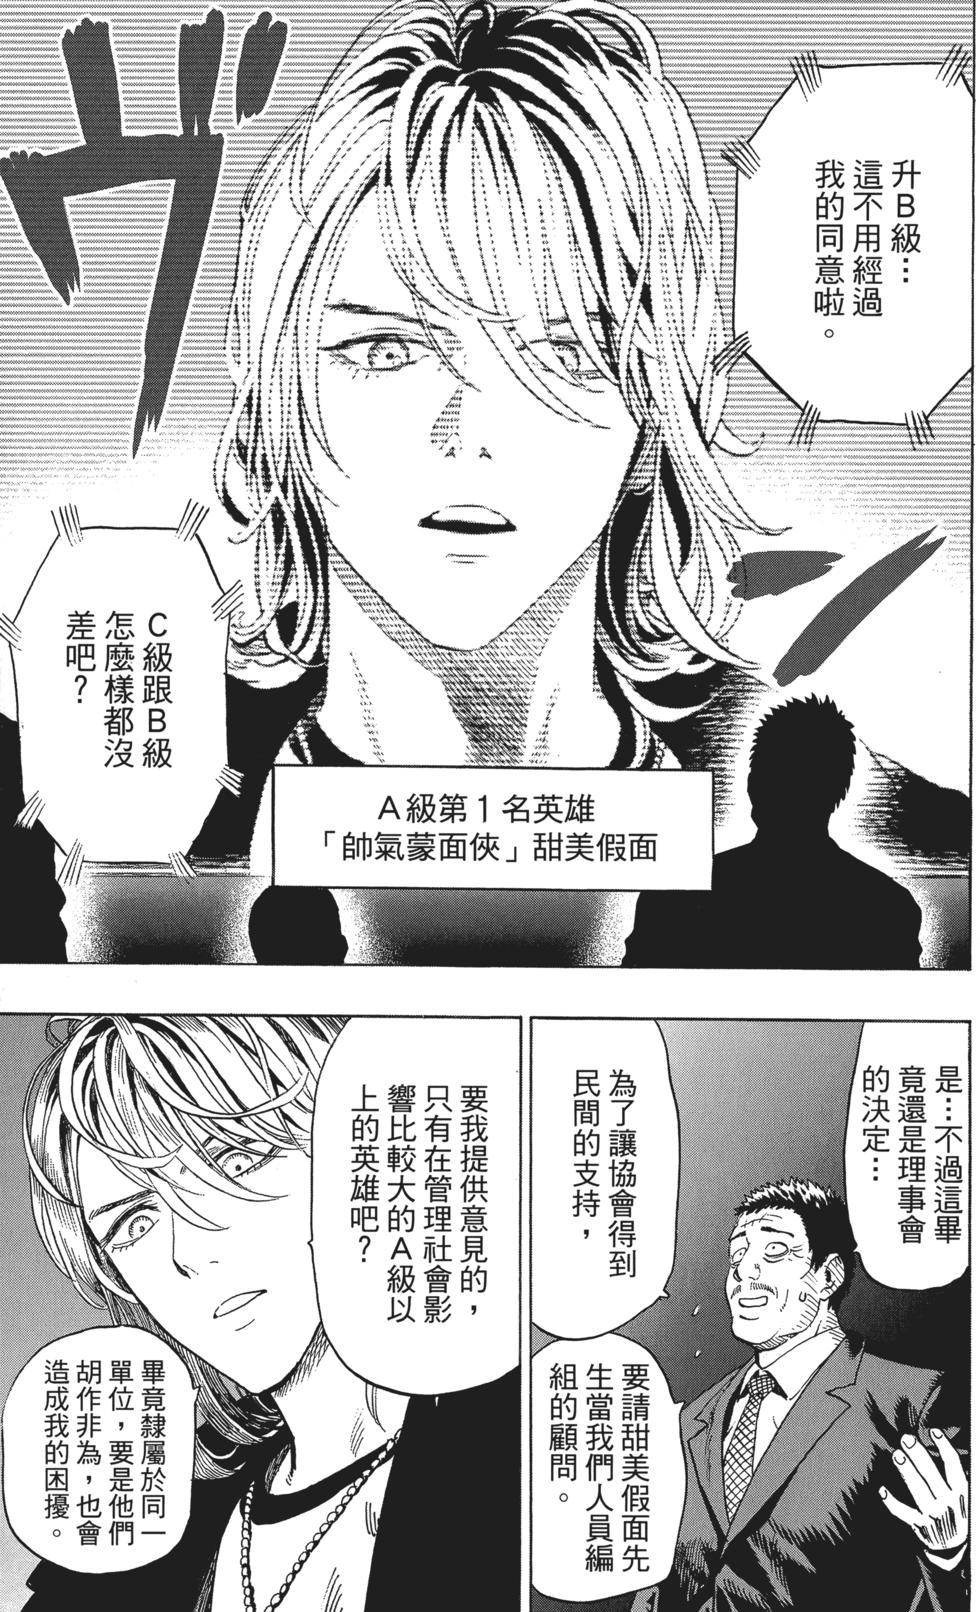 升B級…
這不用經過
我的同意啦。
ヴ
ン
C級跟B級
怎麼樣都沒
差吧？
A級第1名英雄
「帥氣蒙面俠」甜美假面
是…不過這畢
竟還是理事會
的決定…
為了讓協會得到
民間的支持，
要請甜美假面先
生當我們人員編
組的顧問。
要我提供意見的，
只有在管理社會影
響比較大的A級以
上的英雄吧？
畢竟隸屬於同一
單位，要是他們
胡作非為，也會
造成我的困擾。